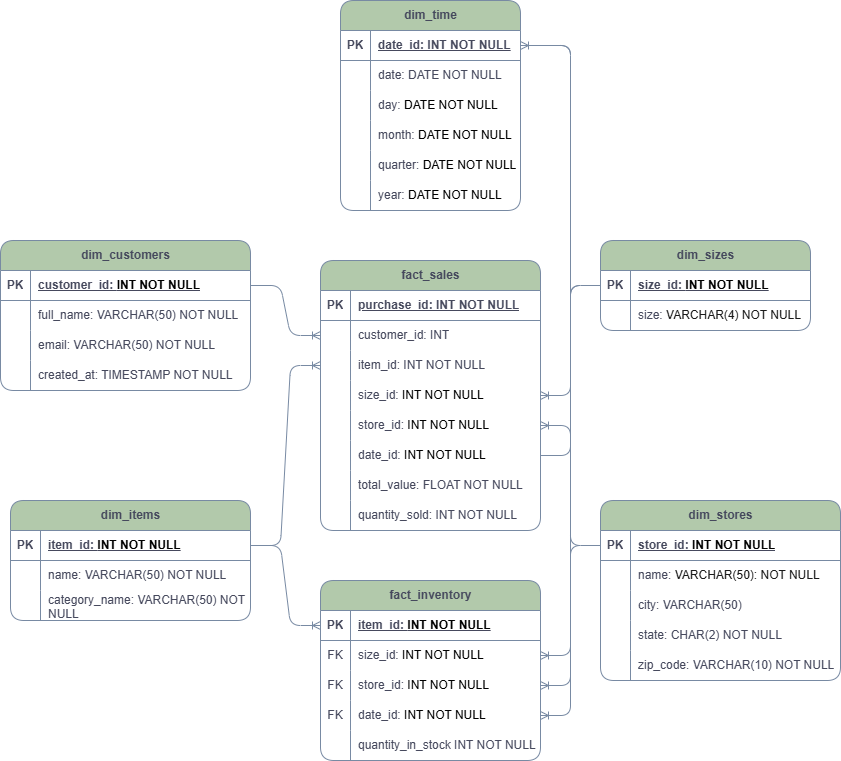 dim_time
PK date_id: INT NOT NULL
date: DATE NOT NULL
day: DATE NOT NULL
month: DATE NOT NULL
quarter: DATE NOT NULL
year: DATE NOT NULL
dim_customers
PK customer_id: INT NOT NULL
full_name: VARCHAR(50) NOT NULL
email: VARCHAR(50) NOT NULL
created_at: TIMESTAMP NOT NULL
fact_sales
PK purchase_id: INT NOT NULL
customer_id: INT
item_id: INT NOT NULL
size_id: INT NOT NULL
store_id: INT NOT NULL
date_id: INT NOT NULL
total_value: FLOAT NOT NULL
quantity_sold: INT NOT NULL
dim_sizes
PK size_id: INT NOT NULL
size: VARCHAR(4) NOT NULL
dim_items
PK item_id: INT NOT NULL
name: VARCHAR(50) NOT NULL
category_name: VARCHAR(50) NOT
NULL
fact_inventory
PK item_id: INT NOT NULL
FK size_id: INT NOT NULL
FK store_id: INT NOT NULL
FK date_id: INT NOT NULL
quantity_in_stock INT NOT NULL
dim_stores
PK store_id: INT NOT NULL
name: VARCHAR(50): NOT NULL
city: VARCHAR(50)
state: CHAR(2) NOT NULL
zip_code: VARCHAR(10) NOT NULL